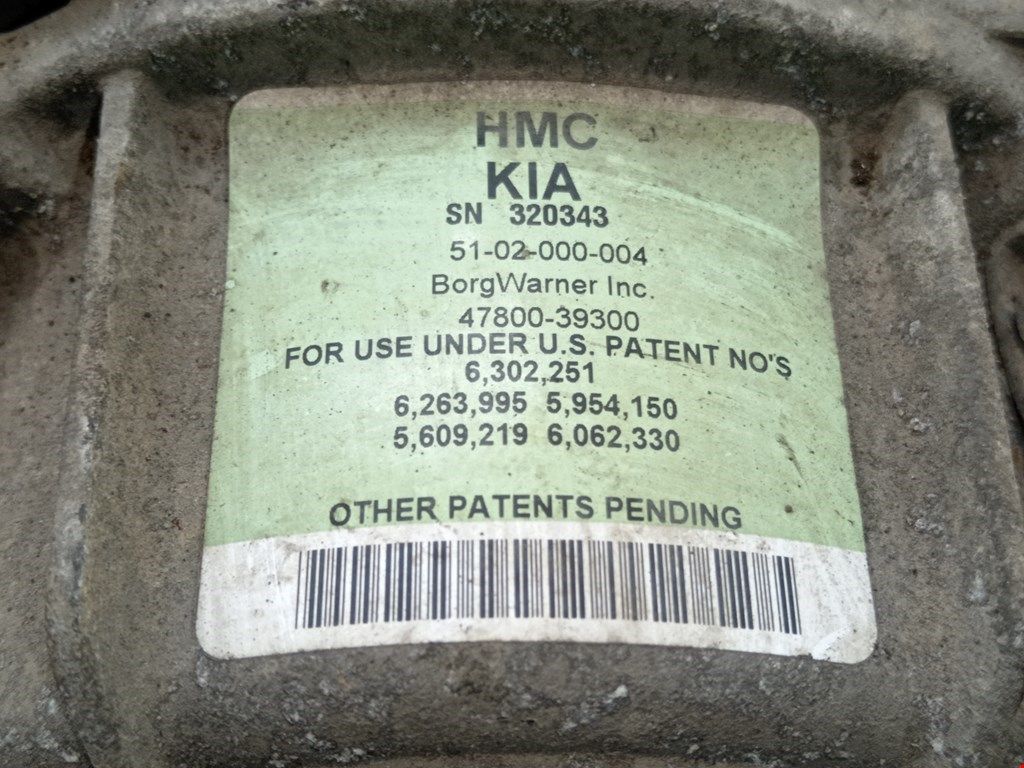 HMC
KIA
SN 320343
51-02-000-004
BorgWarner Inc.
47800-39300
FOR USE UNDER U.S. PATENT NO'S
6,302,251
6,263,995 5,954,150
5,609,219 6,062,330
OTHER PATENTS PENDING